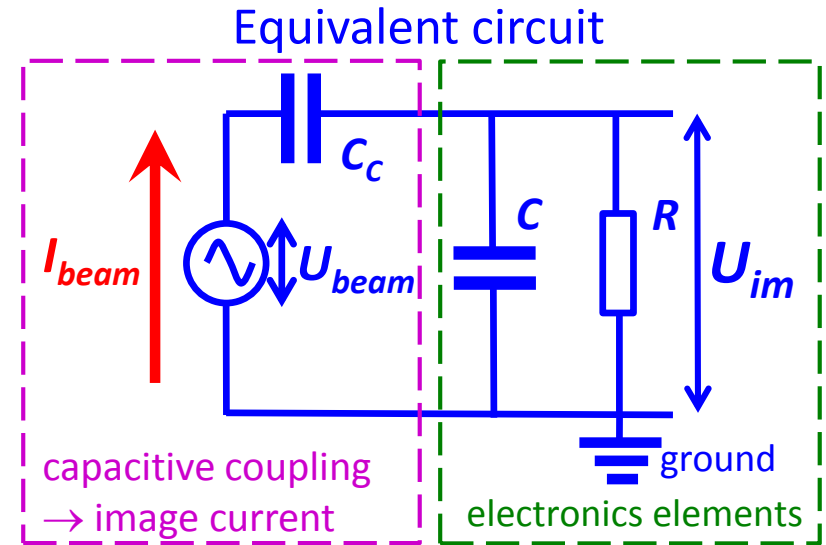 Equivalent circuit
C_C
C
R
I_beam
U_beam
U_im
capacitive coupling
→ image current
ground
electronics elements